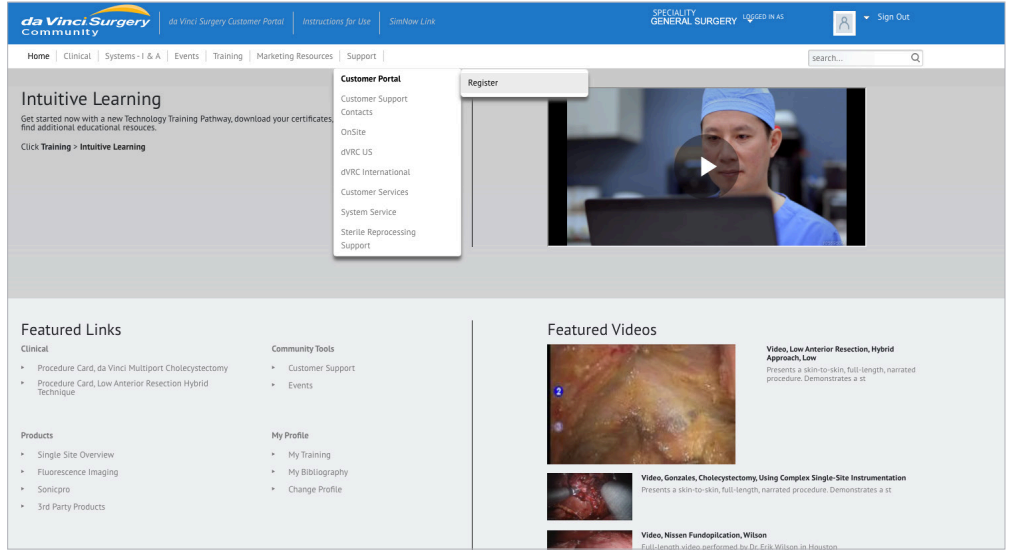 da Vinci Surgery
Community
da Vinci Surgery Customer Portal
Instructions for Use
SimNow Link
SPECIALITY
GENERAL SURGERY
LOGGED IN AS
Sign Out
Home
Clinical
Systems - I & A
Events
Training
Marketing Resources
Support
search...
Customer Portal
Register
Customer Support
Contacts
OnSite
dVRC US
dVRC International
Customer Services
System Service
Sterile Reprocessing
Support
Intuitive Learning
Get started now with a new Technology Training Pathway, download your certificates,
find additional educational resouces.
Click Training > Intuitive Learning
Featured Links
Clinical
Procedure Card, da Vinci Multiport Cholecystectomy
Procedure Card, Low Anterior Resection Hybrid
Technique
Community Tools
Customer Support
Events
Products
Single Site Overview
Fluorescence Imaging
Sonicpro
3rd Party Products
My Profile
My Training
My Bibliography
Change Profile
Featured Videos
2
3
Video, Low Anterior Resection, Hybrid
Approach, Low
Presents a skin-to-skin, full-length, narrated
procedure. Demonstrates a st
Video, Gonzales, Cholecystectomy, Using Complex Single-Site Instrumentation
Presents a skin-to-skin, full-length, narrated procedure. Demonstrates a st
Video, Nissen Fundopilcation, Wilson
Full-length video performed by Dr. Erik Wilson in Houston